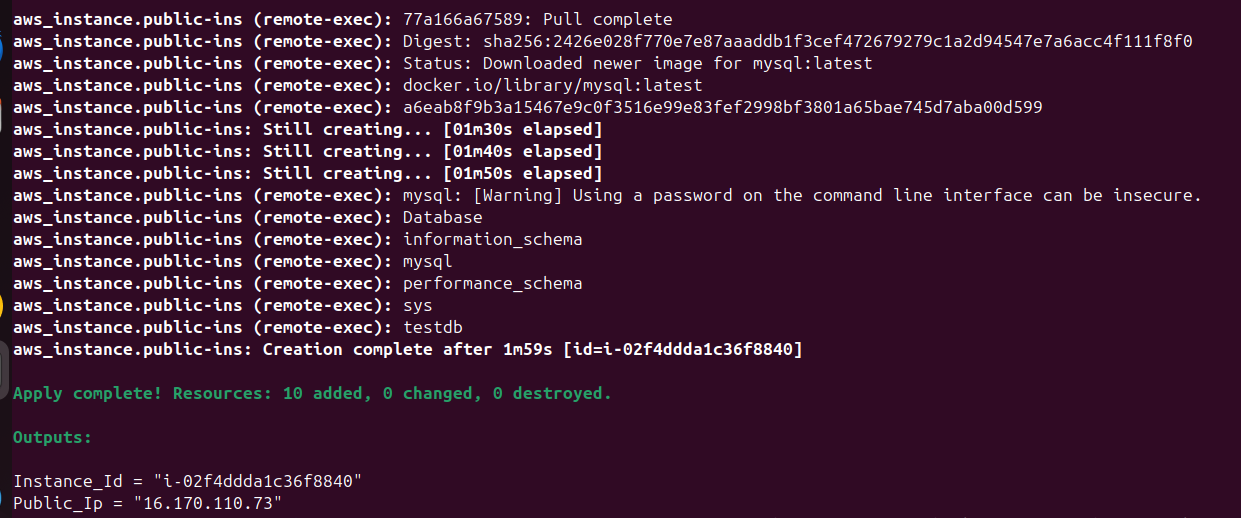 aws_instance.public-ins (remote-exec): 77a166a67589: Pull complete
aws_instance.public-ins (remote-exec): Digest: sha256:2426e028f770e7e87aaaddb1f3cef472679279c1a2d94547e7a6acc4f111f8f0
aws_instance.public-ins (remote-exec): Status: Downloaded newer image for mysql:latest
aws_instance.public-ins (remote-exec): docker.io/library/mysql:latest
aws_instance.public-ins (remote-exec): a6eab8f9b3a15467e9c0f3516e99e83fef2998bf3801a65bae745d7aba00d599
aws_instance.public-ins: Still creating... [01m30s elapsed]
aws_instance.public-ins: Still creating... [01m40s elapsed]
aws_instance.public-ins: Still creating... [01m50s elapsed]
aws_instance.public-ins (remote-exec): mysql: [Warning] Using a password on the command line interface can be insecure.
aws_instance.public-ins (remote-exec): Database
aws_instance.public-ins (remote-exec): information_schema
aws_instance.public-ins (remote-exec): mysql
aws_instance.public-ins (remote-exec): performance_schema
aws_instance.public-ins (remote-exec): sys
aws_instance.public-ins (remote-exec): testdb
aws_instance.public-ins: Creation complete after 1m59s [id=i-02f4ddda1c36f8840]
Apply complete! Resources: 10 added, 0 changed, 0 destroyed.
Outputs:
Instance_Id = "i-02f4ddda1c36f8840"
Public_Ip = "16.170.110.73"